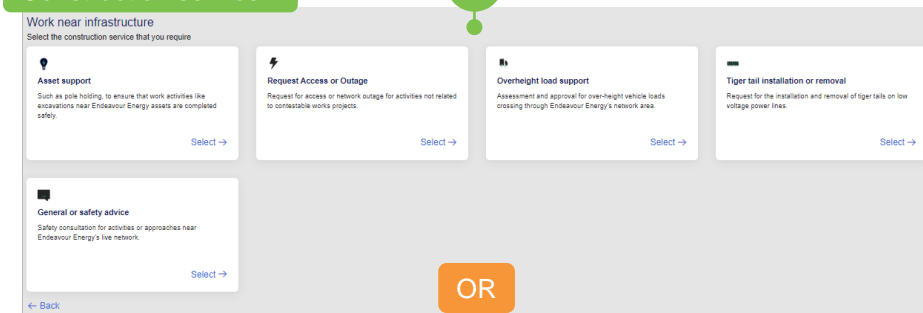 Work near infrastructure
Select the construction service that you require
Asset support
Such as pole holding, to ensure that work activities like
excavations near Endeavour Energy assets are completed
safely.
Select →
Request Access or Outage
Request for access or network outage for activities not related
to contestable works projects.
Select →
Overheight load support
Assessment and approval for over-height vehicle loads
crossing through Endeavour Energy's network area.
Select →
Tiger tail installation or removal
Request for the installation and removal of tiger tails on low
voltage power lines.
Select →
General or safety advice
Safety consultation for activities or approaches near
Endeavour Energy's live network.
Select →
OR
← Back